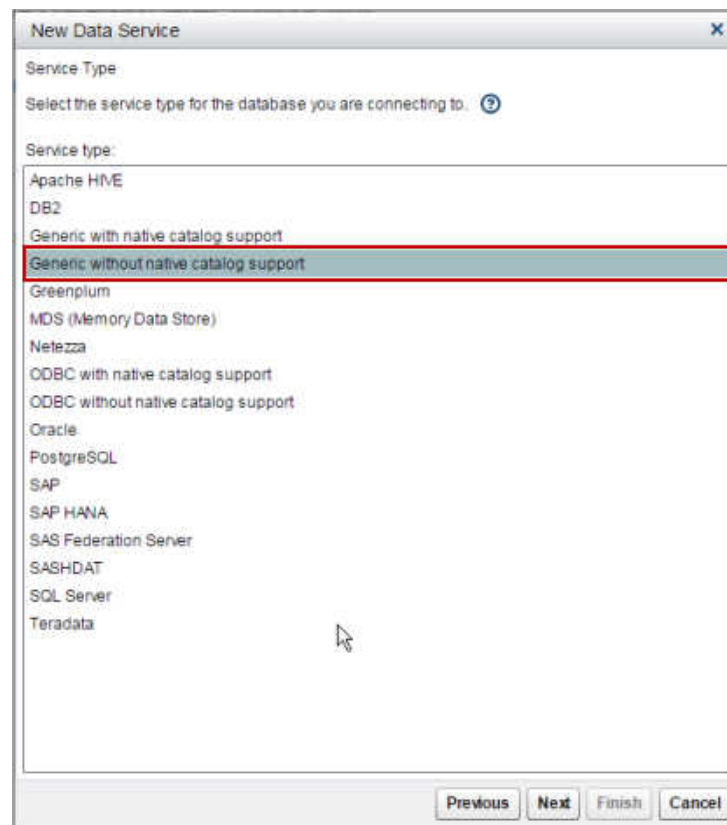 New Data Service
Service Type
Select the service type for the database you are connecting to.
Service type:
Apache HIVE
DB2
Generic with native catalog support
Generic without native catalog support
Greenplum
MDS (Memory Data Store)
Netezza
ODBC with native catalog support
ODBC without native catalog support
Oracle
PostgreSQL
SAP
SAP HANA
SAS Federation Server
SASHDAT
SQL Server
Teradata
Previous Next Finish Cancel